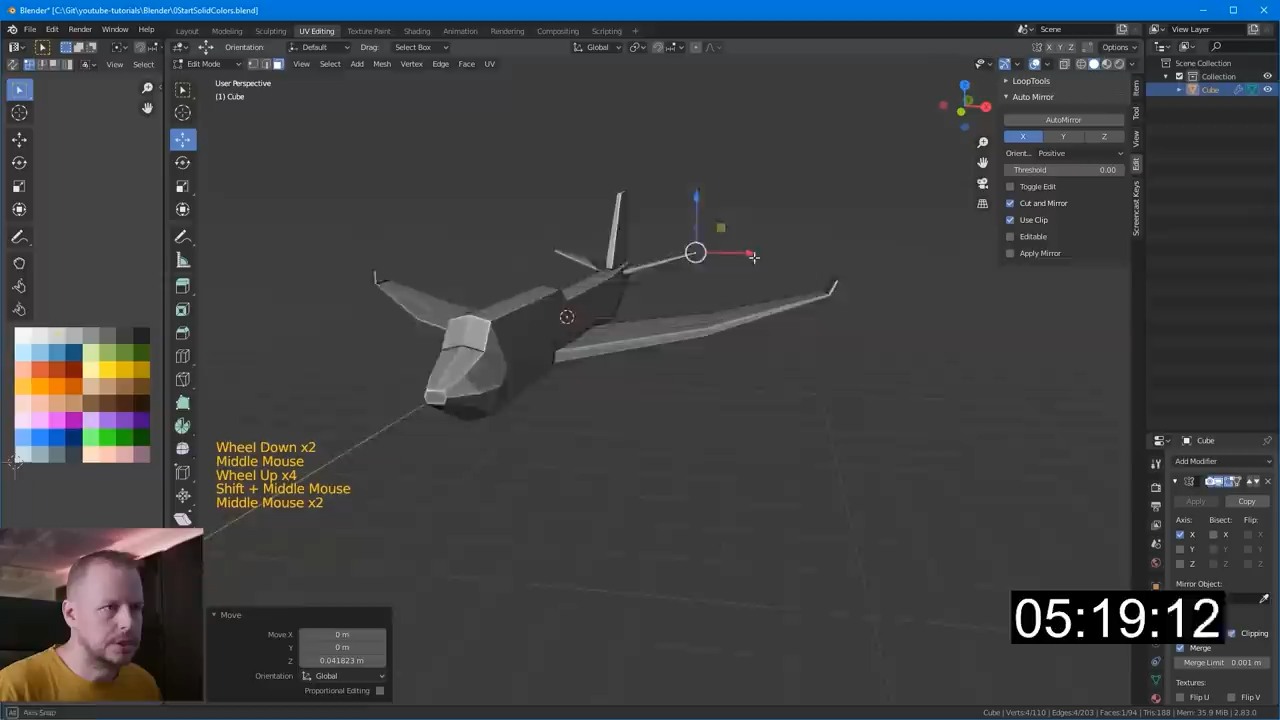 Blender* [C:\Git\youtube-tutorials\Blender\0StartSolidColors.blend]
File Edit Render Window Help
Layout Modeling Sculpting UV Editing Texture Paint Shading Animation Rendering Compositing Scripting +
Scene
View Layer
Orientation: Default Drag: Select Box
Global
X Y Z Options
View Select
Edit Mode View Select Add Mesh Vertex Edge Face UV
User Perspective
(1) Cube
LoopTools
Auto Mirror
AutoMirror
X Y Z
Orient... Positive
Threshold 0.00
Toggle Edit
Cut and Mirror
Use Clip
Editable
Apply Mirror
Item
Tool
View
Edit
Screencast Keys
Scene Collection
Collection
Cube
Wheel Down x2
Middle Mouse
Wheel Up x4
Shift + Middle Mouse
Middle Mouse x2
Move
Move X 0 m
Y 0 m
Z 0.041823 m
Orientation Global
Proportional Editing
Cube
Add Modifier
Apply Copy
Axis: Bisect: Flip:
X X X
Y Y Y
Z Z Z
Mirror Object:
05:19:12
Clipping
Merge
Merge Limit 0.001 m
Textures:
Flip U Flip V
Axis Snap
Cube | Verts:4/110 | Edges:4/203 | Faces:1/94 | Tris:188 | Mem: 35.9 MiB | 2.83.0